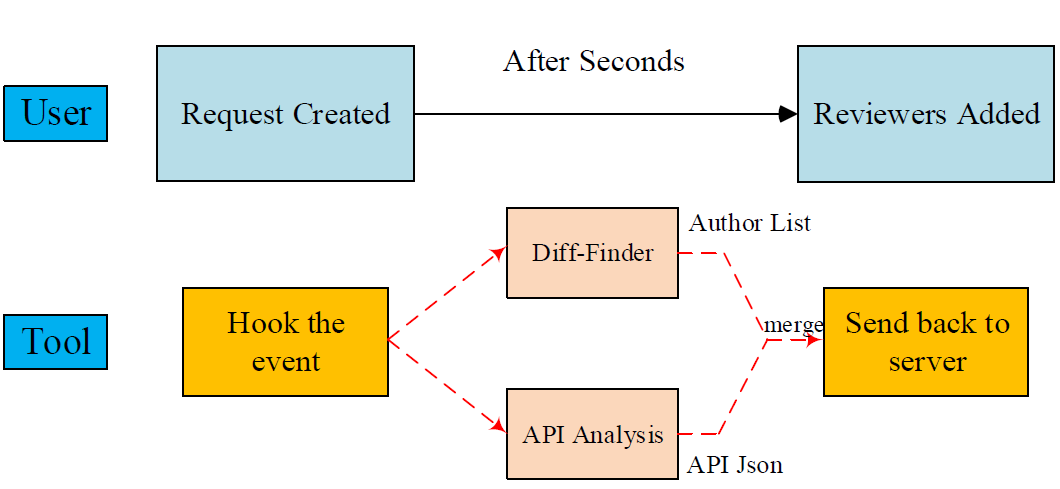 After Seconds
User
Request Created
Reviewers Added
Author List
Diff-Finder
Hook the
event
merge
Send back to
server
Tool
API Analysis
API Json